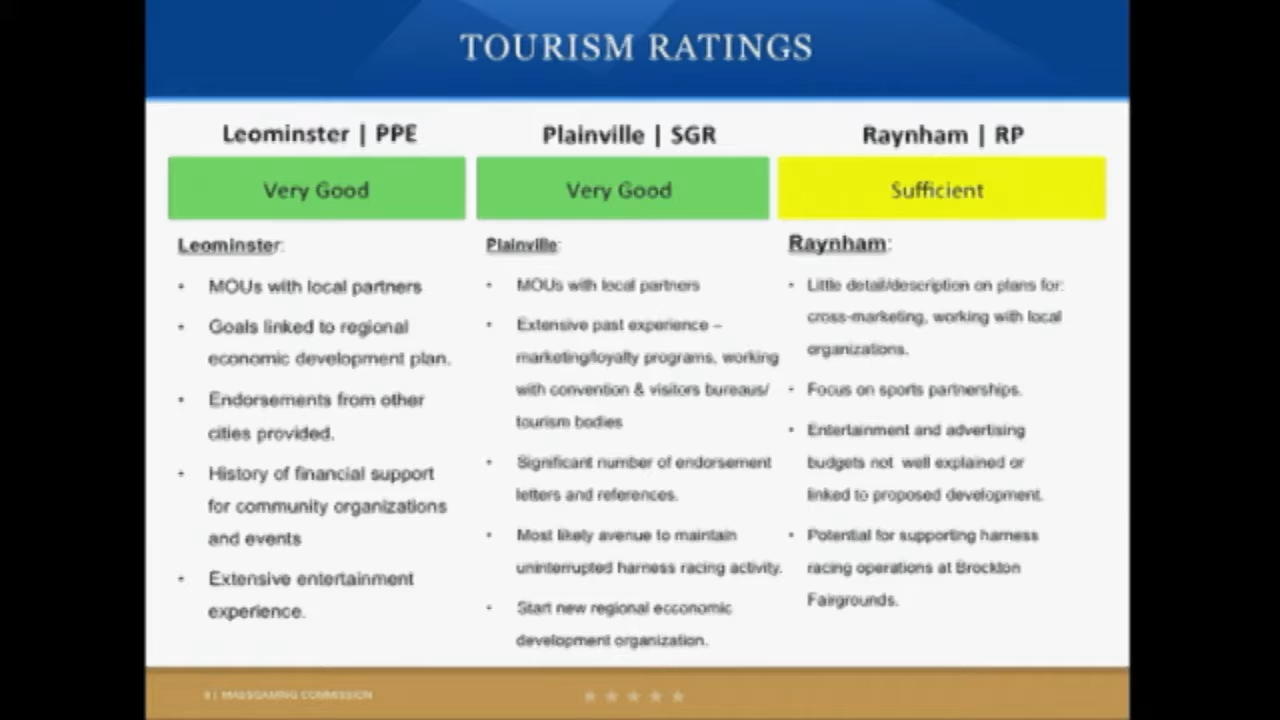 TOURISM RATINGS
Leominster | PPE
Very Good
Leominster:
• MOUs with local partners
• Goals linked to regional
economic development plan.
• Endorsements from other
cities provided.
• History of financial support
for community organizations
and events
• Extensive entertainment
experience.
Plainville | SGR
Very Good
Plainville:
• MOUs with local partners
• Extensive past experience –
marketing/loyalty programs, working
with convention & visitors bureaus/
tourism bodies
• Significant number of endorsement
letters and references.
• Most likely avenue to maintain
uninterrupted harness racing activity.
• Start new regional ecconomic
development organization.
Raynham | RP
Sufficient
Raynham:
• Little detail/description on plans for:
cross-marketing, working with local
organizations.
• Focus on sports partnerships.
• Entertainment and advertising
budgets not well explained or
linked to proposed development.
• Potential for supporting harness
racing operations at Brockton
Fairgrounds.
| MASSGAMING COMMISSION